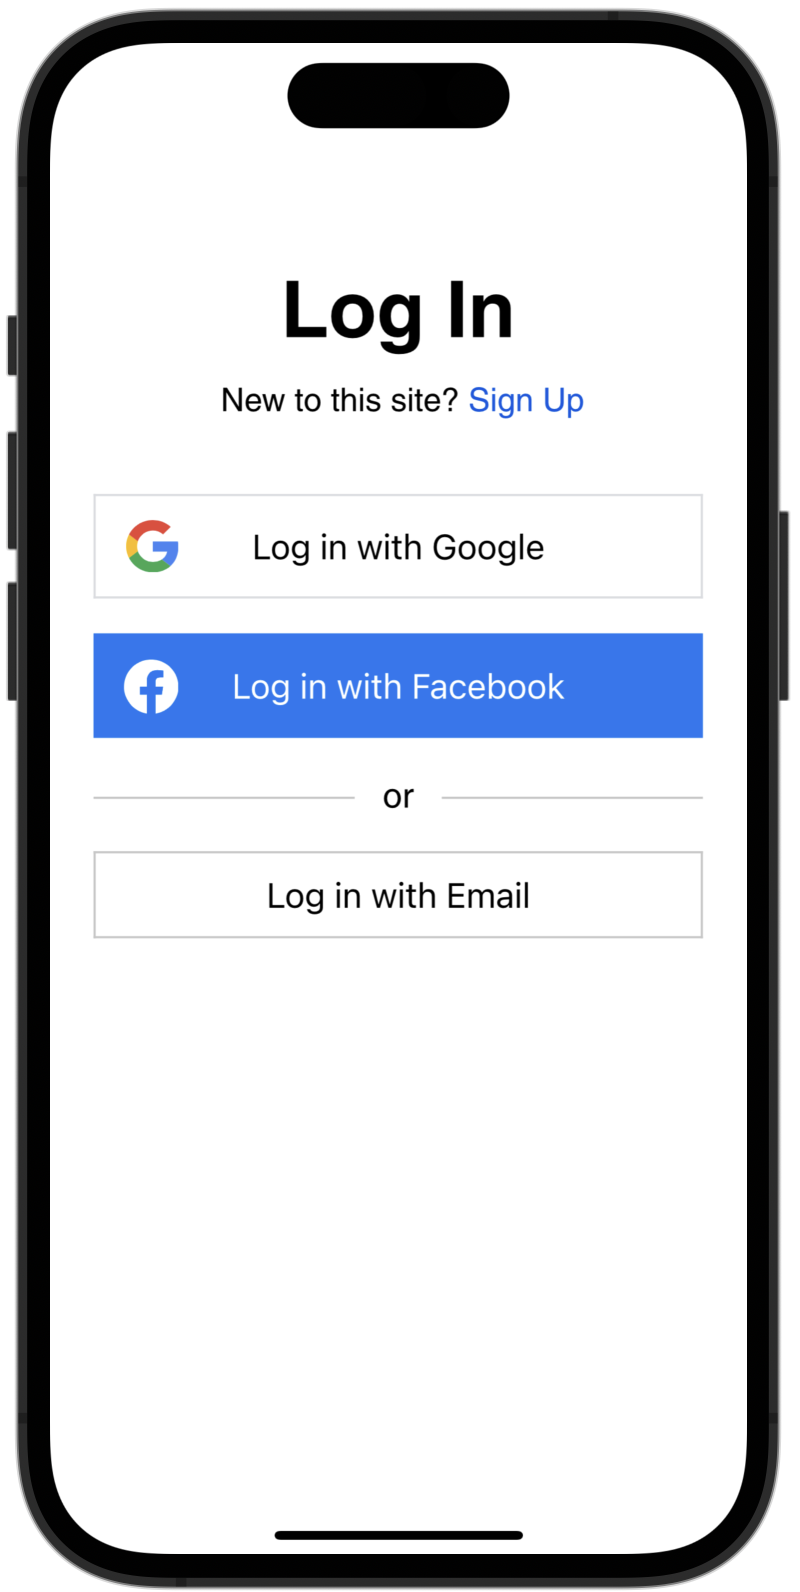 Log In
New to this site? Sign Up
Log in with Google
Log in with Facebook
or
Log in with Email